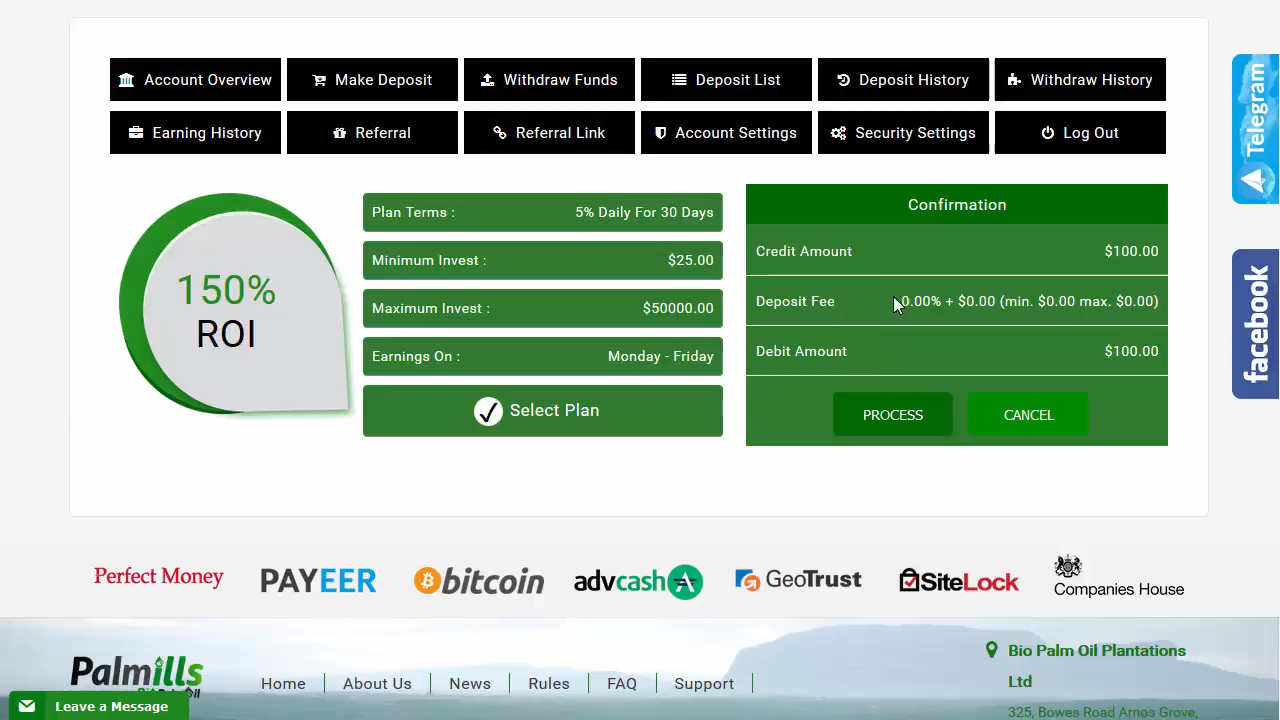 Account Overview
Make Deposit
Withdraw Funds
Deposit List
Deposit History
Withdraw History
Earning History
Referral
Referral Link
Account Settings
Security Settings
Log Out
150%
ROI
Plan Terms : 5% Daily For 30 Days
Minimum Invest : $25.00
Maximum Invest : $50000.00
Earnings On : Monday - Friday
Select Plan
Confirmation
Credit Amount $100.00
Deposit Fee 0.00% + $0.00 (min. $0.00 max. $0.00)
Debit Amount $100.00
PROCESS CANCEL
Telegram
facebook
Perfect Money
PAYEER
bitcoin
advcash
GeoTrust
SiteLock
Companies House
Palmills
Home
About Us
News
Rules
FAQ
Support
Bio Palm Oil Plantations
Ltd
325, Bowes Road Arnos Grove,
Leave a Message